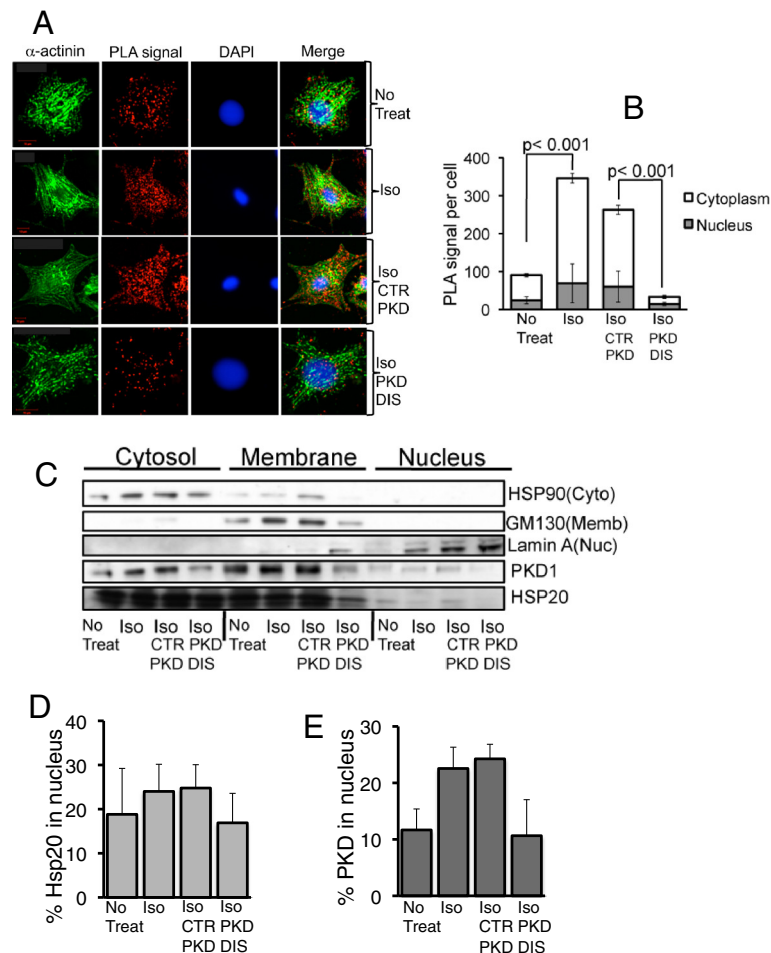 A
α-actinin PLA signal DAPI Merge
No
Treat
Iso
Iso
CTR
PKD
Iso
PKD
DIS
B
p< 0.001
p< 0.001
400
300
200
100
0
PLA signal per cell
Cytoplasm
Nucleus
No Iso Iso Iso
Treat CTR PKD
PKD DIS
C
Cytosol Membrane Nucleus
HSP90(Cyto)
GM130(Memb)
Lamin A(Nuc)
PKD1
HSP20
No Iso Iso Iso No Iso Iso Iso No Iso Iso Iso
Treat CTR PKD Treat CTR PKD Treat CTR PKD
PKD DIS PKD DIS PKD DIS
D
40
30
20
10
0
% Hsp20 in nucleus
No Iso Iso Iso
Treat CTR PKD
PKD DIS
E
30
20
10
0
% PKD in nucleus
No Iso Iso Iso
Treat CTR PKD
PKD DIS